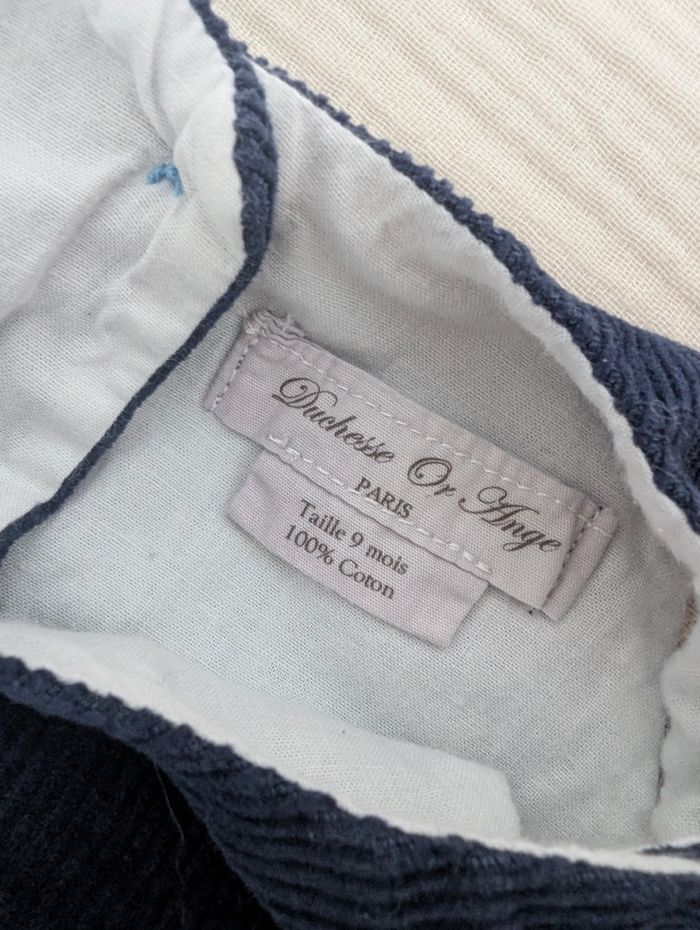 Duchesse Or Ange
PARIS
Taille 9 mois
100% Coton